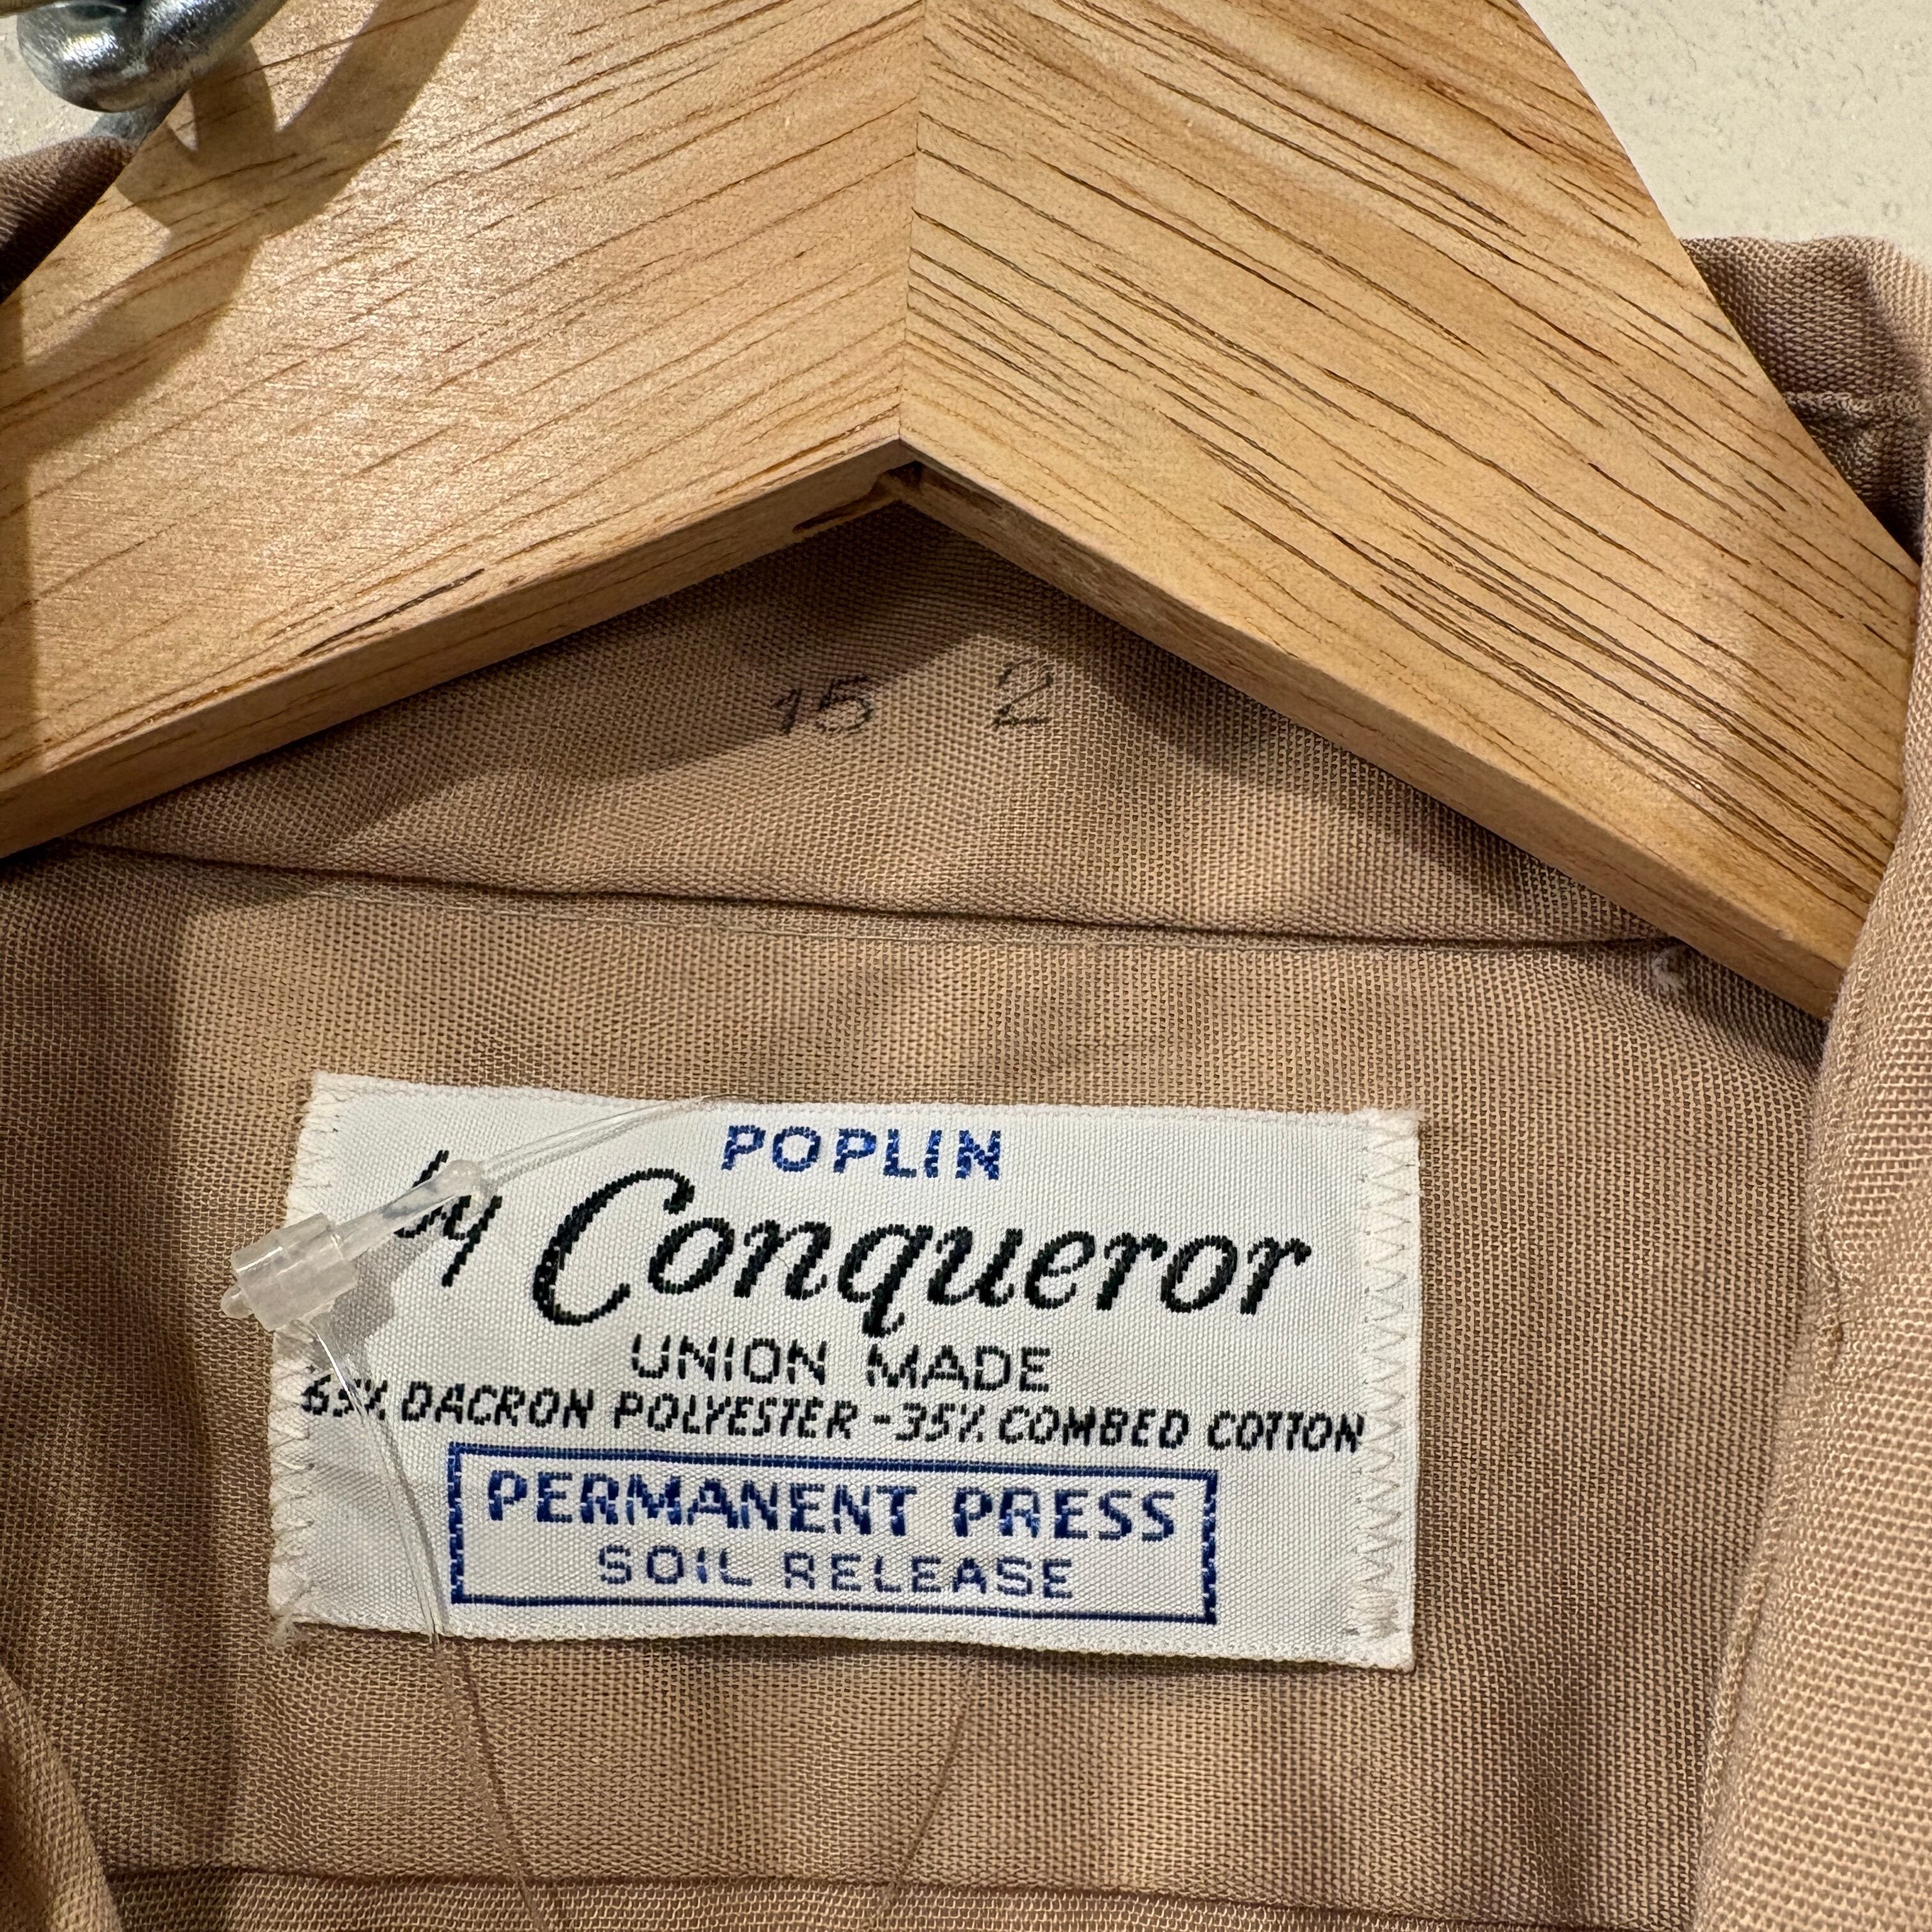 15 2
POPLIN
by Conqueror
UNION MADE
65% DACRON POLYESTER - 35% COMBED COTTON
PERMANENT PRESS
SOIL RELEASE